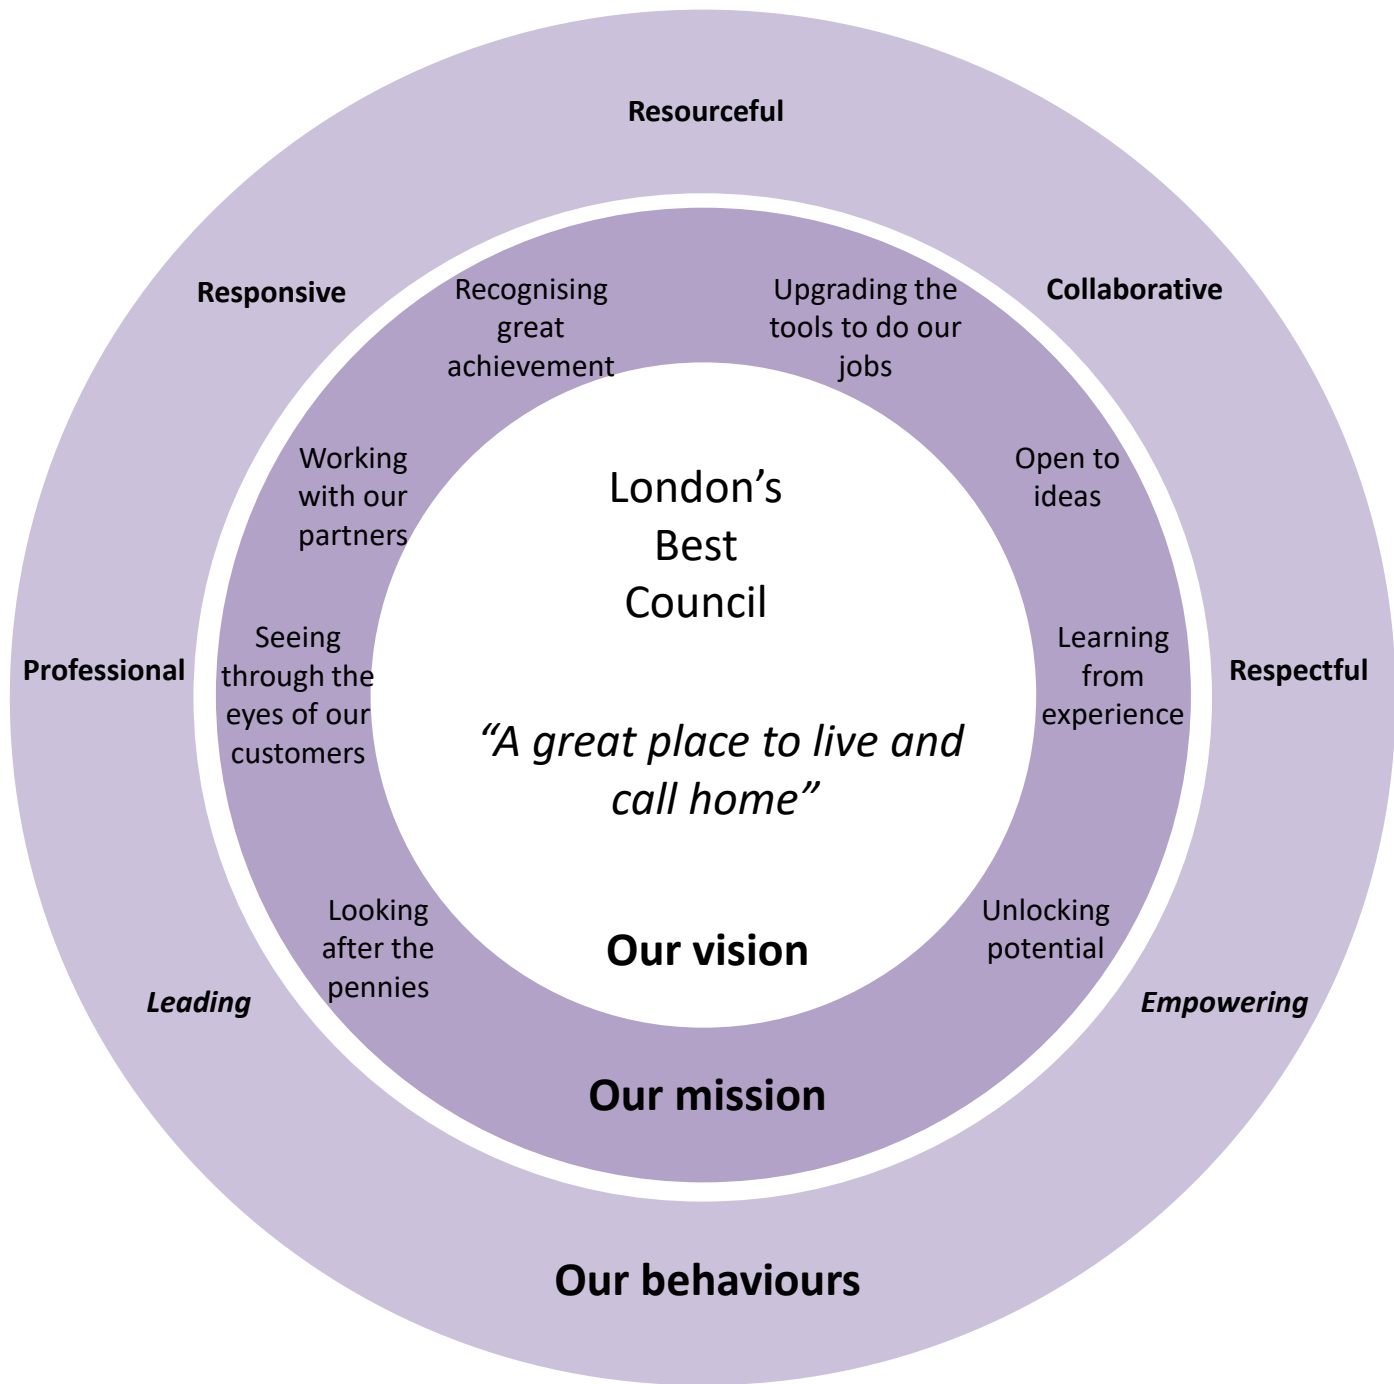 Resourceful
Responsive
Collaborative
Professional
Respectful
Leading
Empowering
Our behaviours
Recognising
great
achievement
Upgrading the
tools to do our
jobs
Working
with our
partners
Open to
ideas
Seeing
through the
eyes of our
customers
Learning
from
experience
Looking
after the
pennies
Unlocking
potential
Our mission
London’s
Best
Council
“A great place to live and
call home”
Our vision